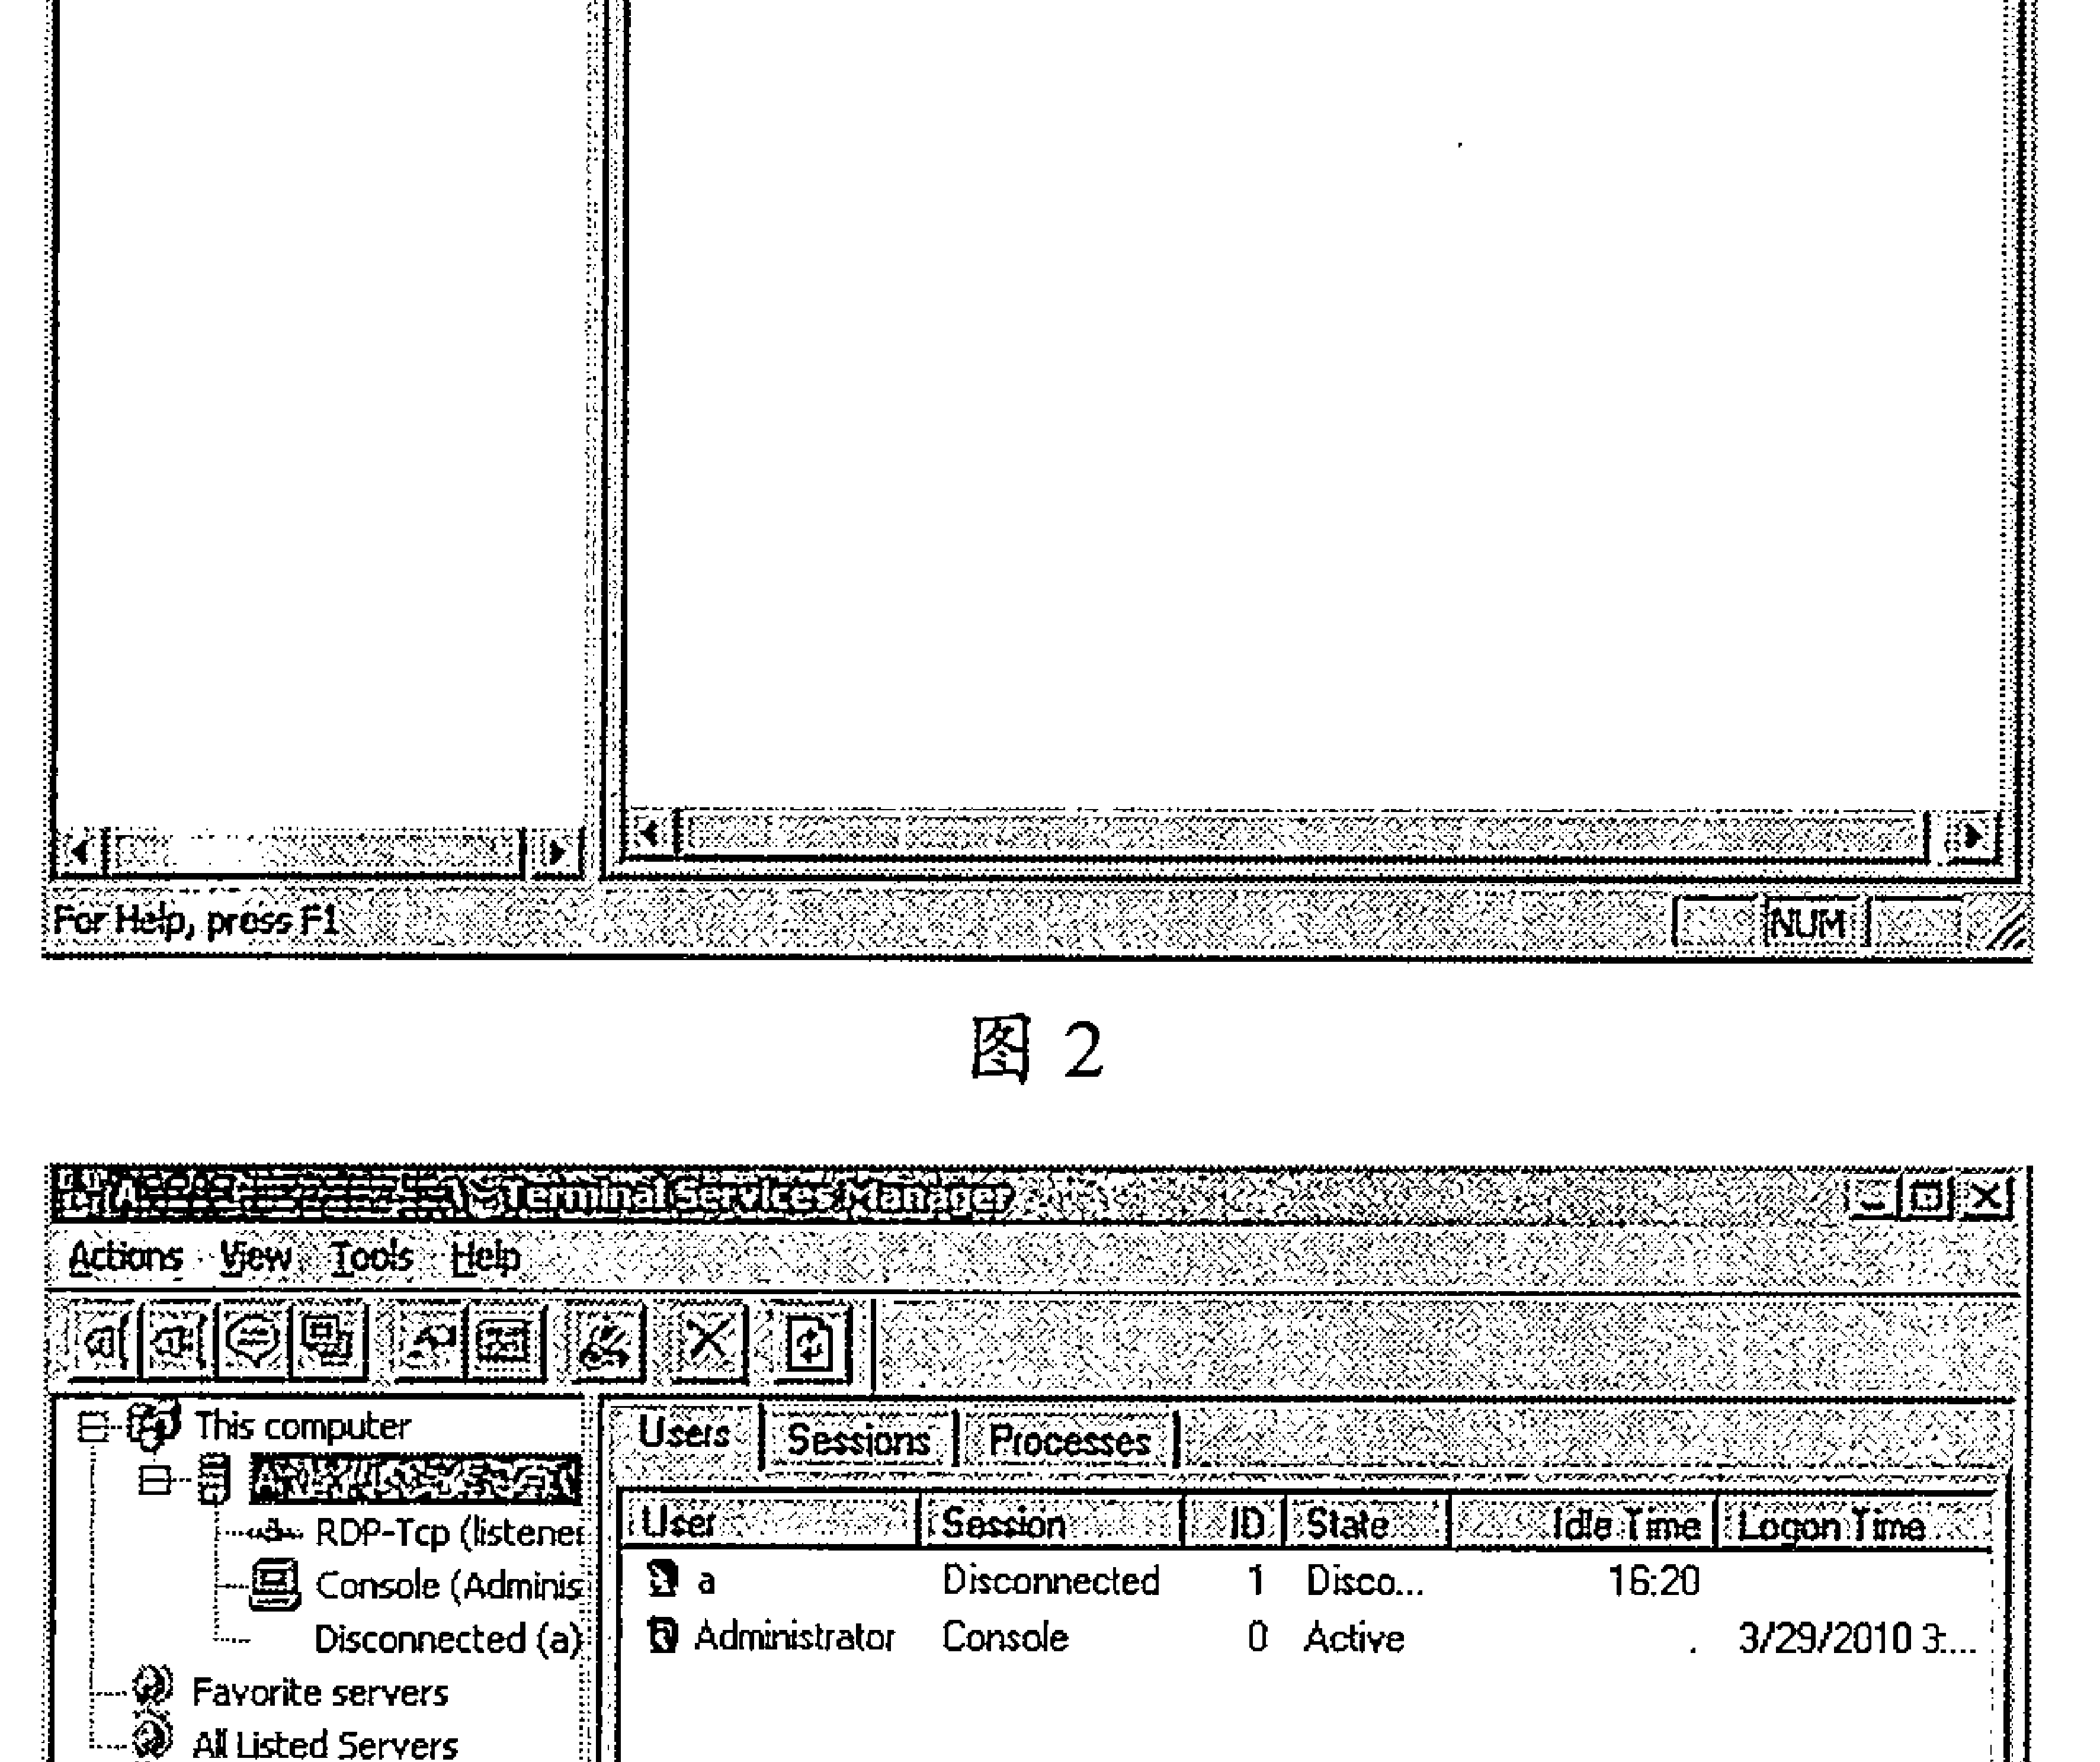 For Help, press F1
NUM
图 2
Terminal Services Manager
Actions View Tools Help
This computer
RDP-Tcp (listener
Console (Adminis
Disconnected (a)
Favorite servers
All Listed Servers
Users Sessions Processes
User Session ID State Idle Time Logon Time
a Disconnected 1 Disco... 16:20
Administrator Console 0 Active . 3/29/2010 3:...